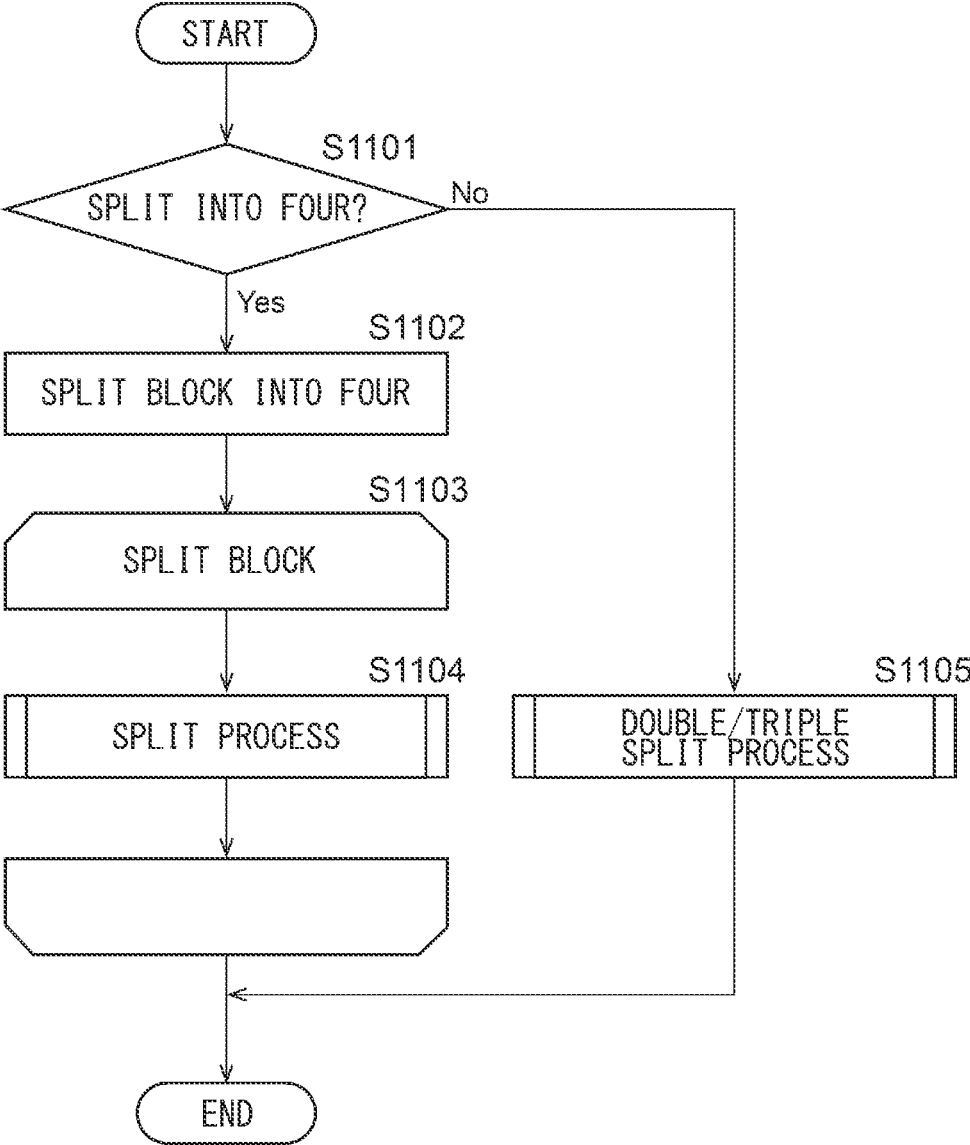 START
S1101
SPLIT INTO FOUR?
No
Yes
S1102
SPLIT BLOCK INTO FOUR
S1103
SPLIT BLOCK
S1104
SPLIT PROCESS
S1105
DOUBLE/TRIPLE
SPLIT PROCESS
END